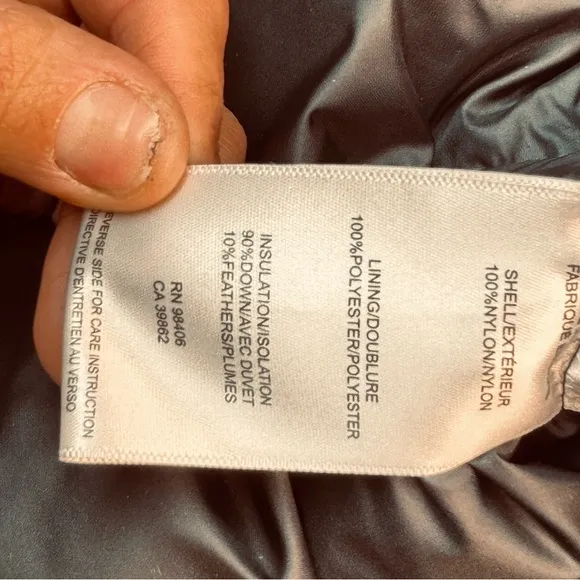 FABRIQUE
SHELL/EXTÉRIEUR
100%NYLON/NYLON
LINING/DOUBLURE
100%POLYESTER/POLYESTER
INSULATION/ISOLATION
90%DOWN/AVEC DUVET
10%FEATHERS/PLUMES
RN 98406
CA 39862
EVERSE SIDE FOR CARE INSTRUCTION
DIRECTIVE D'ENTRETIEN AU VERSO